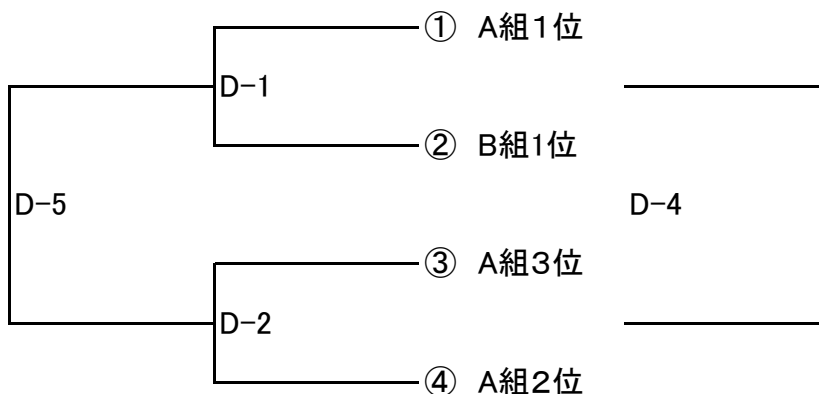 ① A組１位
D-1
② B組1位
D-5
D-4
③ A組３位
D-2
④ A組２位